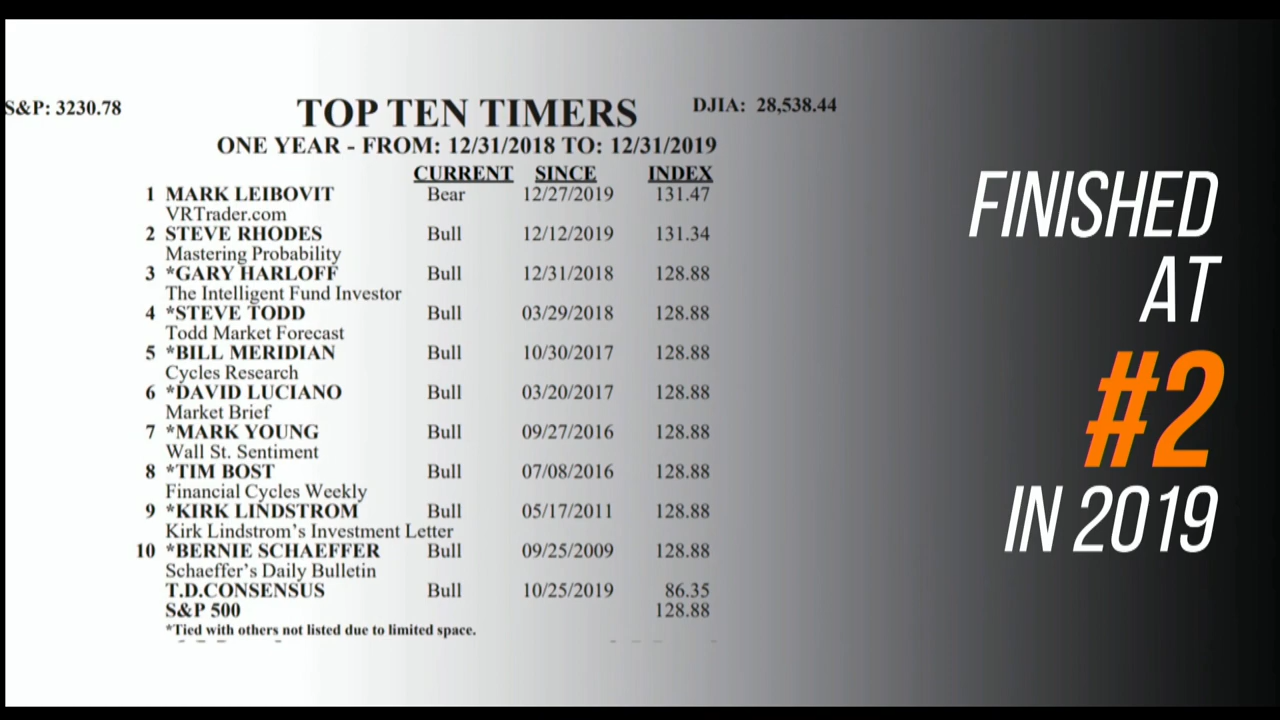 S&P: 3230.78 TOP TEN TIMERS DJIA: 28,538.44
ONE YEAR - FROM: 12/31/2018 TO: 12/31/2019
CURRENT SINCE INDEX
1 MARK LEIBOVIT Bear 12/27/2019 131.47
VRTrader.com
2 STEVE RHODES Bull 12/12/2019 131.34
Mastering Probability
3 *GARY HARLOFF Bull 12/31/2018 128.88
The Intelligent Fund Investor
4 *STEVE TODD Bull 03/29/2018 128.88
Todd Market Forecast
5 *BILL MERIDIAN Bull 10/30/2017 128.88
Cycles Research
6 *DAVID LUCIANO Bull 03/20/2017 128.88
Market Brief
7 *MARK YOUNG Bull 09/27/2016 128.88
Wall St. Sentiment
8 *TIM BOST Bull 07/08/2016 128.88
Financial Cycles Weekly
9 *KIRK LINDSTROM Bull 05/17/2011 128.88
Kirk Lindstrom's Investment Letter
10 *BERNIE SCHAEFFER Bull 09/25/2009 128.88
Schaeffer's Daily Bulletin
T.D.CONSENSUS Bull 10/25/2019 86.35
S&P 500 128.88
*Tied with others not listed due to limited space.
FINISHED
AT
#2
IN 2019